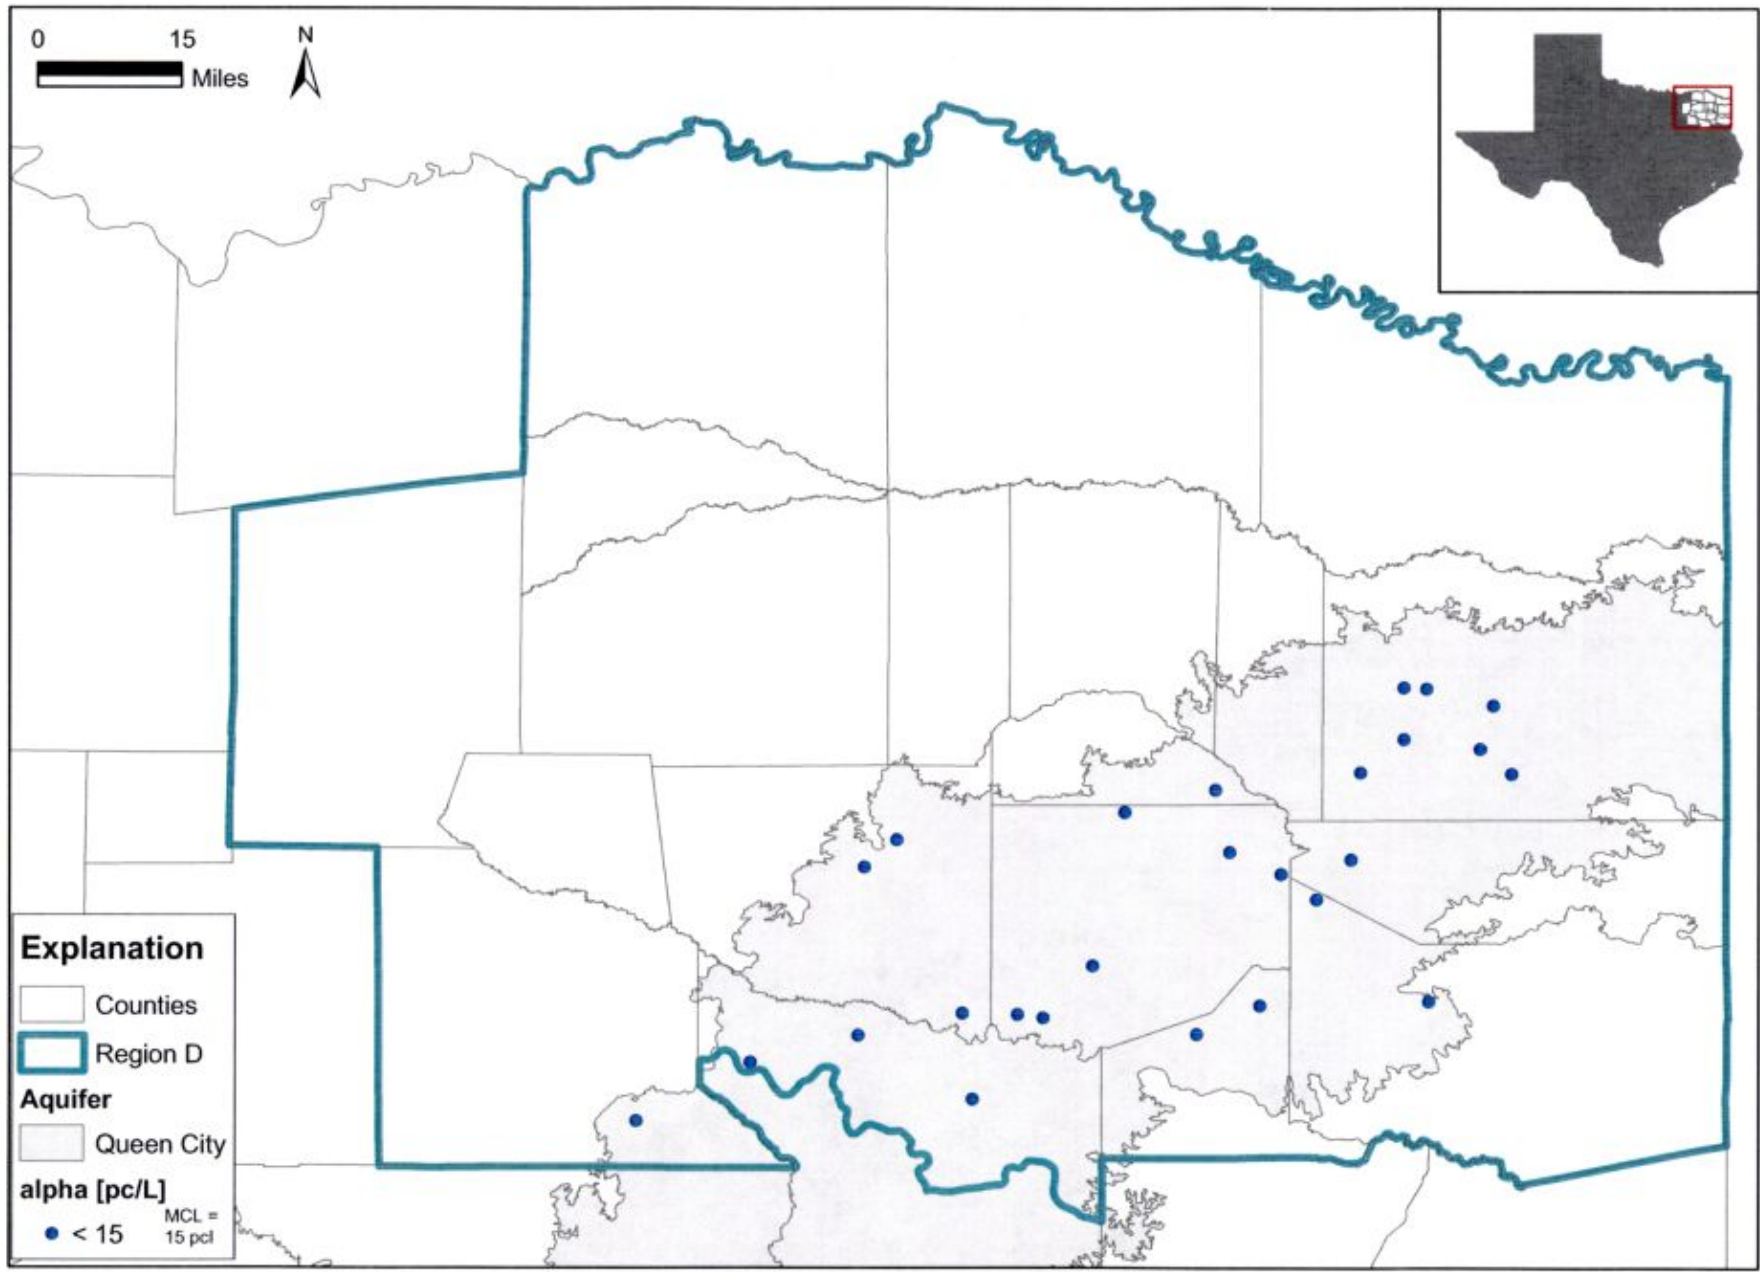 0 15
Miles
N
Explanation
Counties
Region D
Aquifer
Queen City
alpha [pc/L]
< 15
MCL =
15 pcl